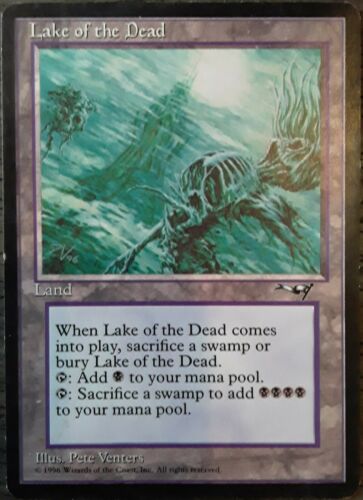 Lake of the Dead
PV96
Land
When Lake of the Dead comes
into play, sacrifice a swamp or
bury Lake of the Dead.
: Add to your mana pool.
: Sacrifice a swamp to add
to your mana pool.
Illus. Pete Venters
© 1996 Wizards of the Coast, Inc. All rights reserved.